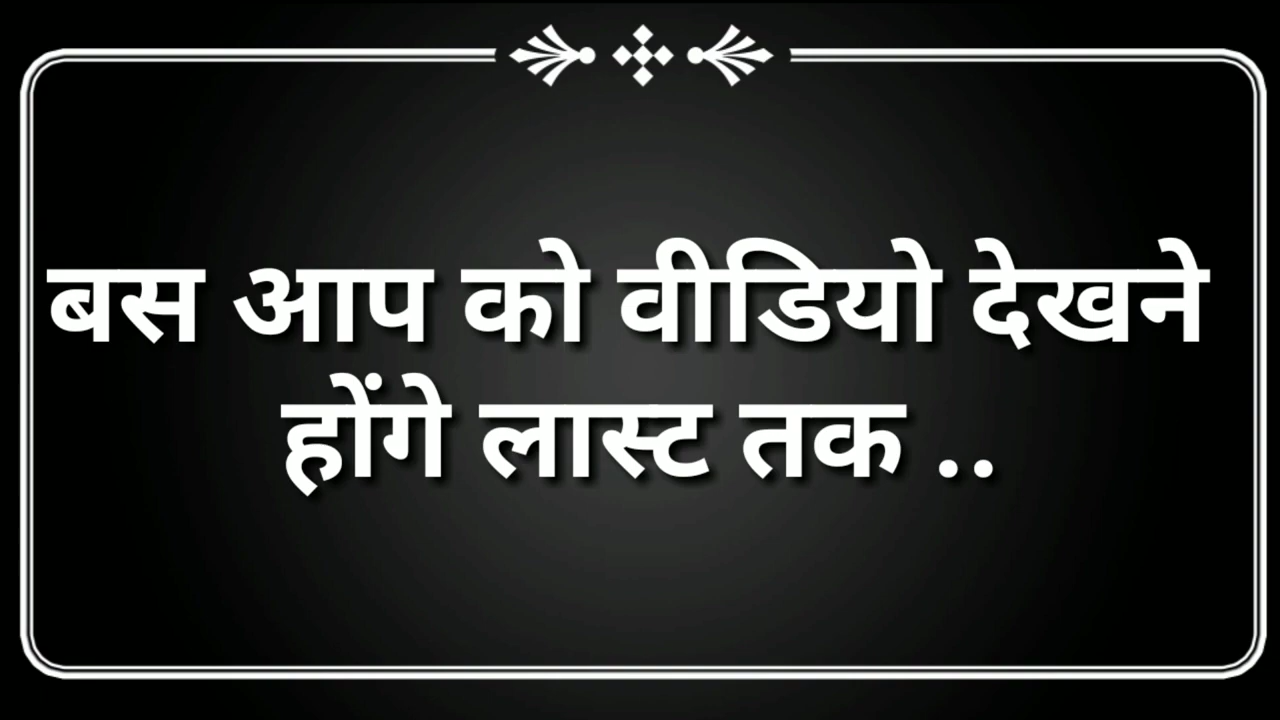 बस आप को वीडियो देखने
होंगे लास्ट तक ..